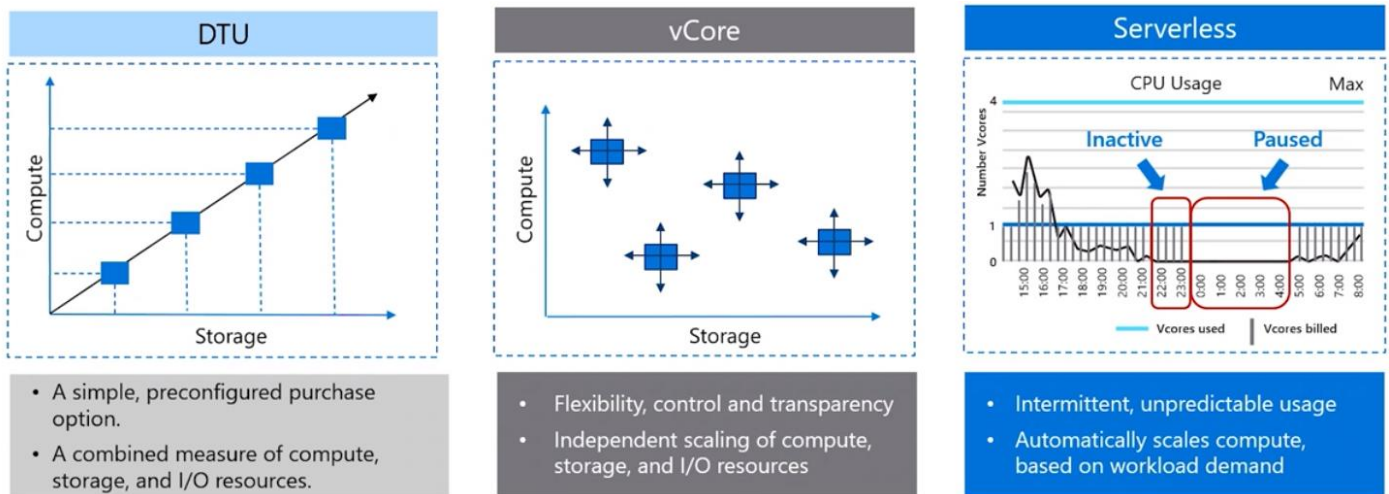 DTU
Compute
Storage
• A simple, preconfigured purchase
option.
• A combined measure of compute,
storage, and I/O resources.
vCore
Compute
Storage
• Flexibility, control and transparency
• Independent scaling of compute,
storage, and I/O resources
Serverless
CPU Usage
Max
Number Vcores
4
1
0
Inactive
Paused
15:00
16:00
17:00
18:00
19:00
20:00
21:00
22:00
23:00
0:00
1:00
2:00
3:00
4:00
5:00
6:00
7:00
8:00
Vcores used
Vcores billed
• Intermittent, unpredictable usage
• Automatically scales compute,
based on workload demand